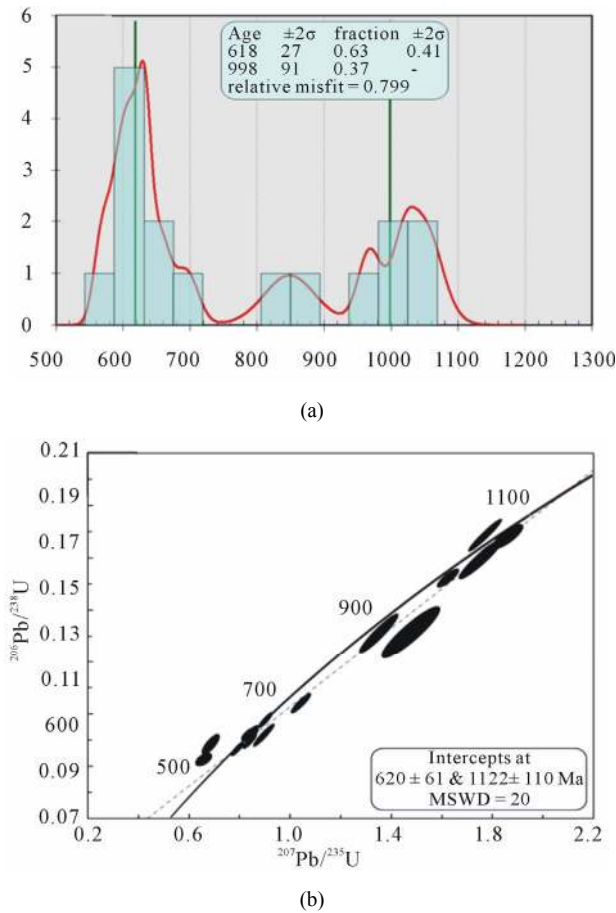 6
5
4
3
2
1
0
Age ±2σ fraction ±2σ
618 27 0.63 0.41
998 91 0.37 -
relative misfit = 0.799
500 600 700 800 900 1000 1100 1200 1300
(a)
0.21
0.19
0.17
0.15
0.13
0.11
600
0.09
0.07
206Pb/238U
1100
900
700
500
Intercepts at
620 ± 61 & 1122± 110 Ma
MSWD = 20
0.2 0.6 1.0 1.4 1.8 2.2
207Pb/235U
(b)